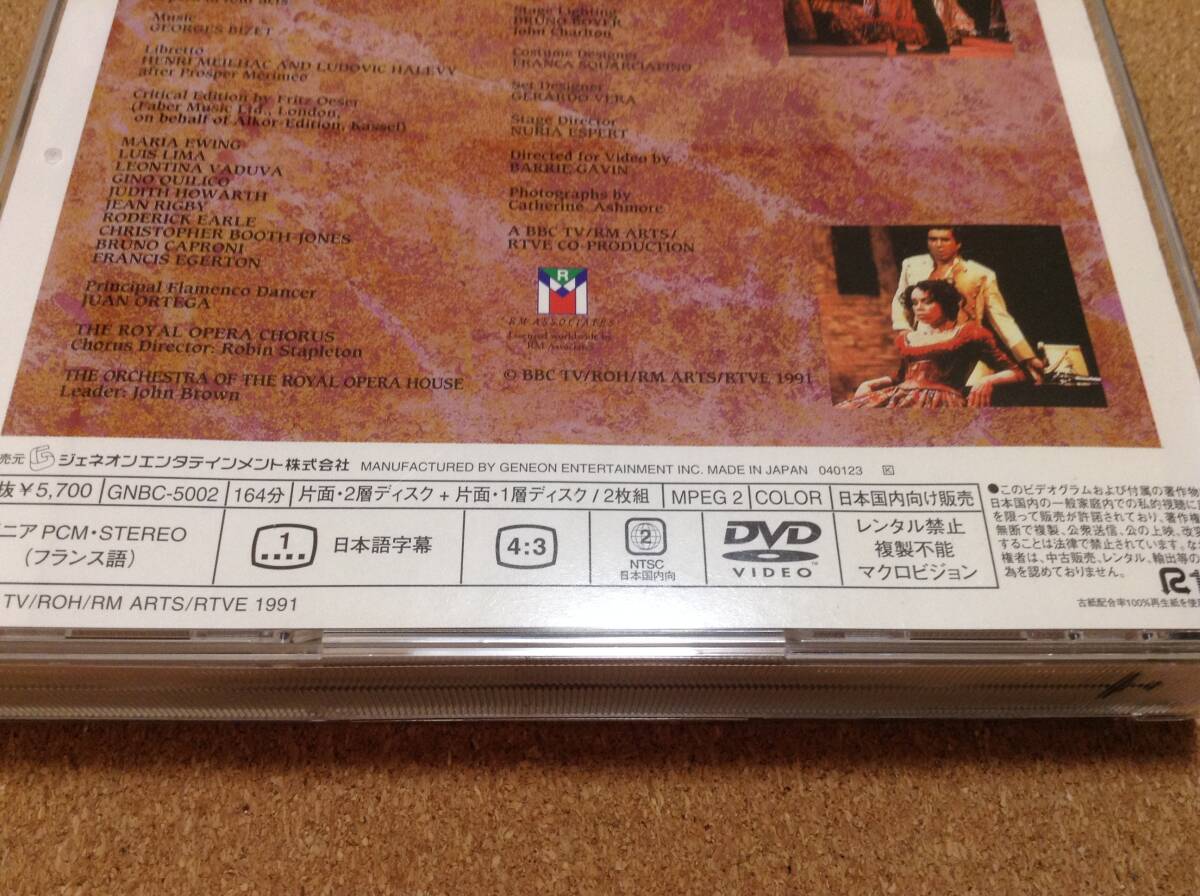 Music
GEORGES BIZET
Libretto
HENRI MEILHAC AND LUDOVIC HALEVY
after Prosper Merimee
Critical Edition by Fritz Oeser
(Faber Music Ltd., London,
on behalf of Alkor-Edition, Kassel)
MARIA EWING
LUIS LIMA
LEONTINA VADUVA
GINO QUILICO
JUDITH HOWARTH
JEAN RIGBY
RODERICK EARLE
CHRISTOPHER BOOTH-JONES
BRUNO CAPRONI
FRANCIS EGERTON
Principal Flamenco Dancer
JUAN ORTEGA
THE ROYAL OPERA CHORUS
Chorus Director: Robin Stapleton
THE ORCHESTRA OF THE ROYAL OPERA HOUSE
Leader: John Brown
Stage Lighting
BRUNO BOYER
John Charlton
Costume Designer
FRANCA SQUARCIAPINO
Set Designer
GERARDO VERA
Stage Director
NURIA ESPERT
Directed for Video by
BARRIE GAVIN
Photographs by
Catherine Ashmore
A BBC TV/RM ARTS/
RTVE CO-PRODUCTION
R
RM ASSOCIATES
Licensed worldwide by
RM Associates
© BBC TV/ROH/RM ARTS/RTVE 1991
売元 ジェネオンエンタテインメント株式会社 MANUFACTURED BY GENEON ENTERTAINMENT INC. MADE IN JAPAN 040123 K
抜¥5,700 GNBC-5002 164分 片面・2層ディスク+片面・1層ディスク/2枚組 MPEG 2 COLOR 日本国内向け販売
ニアPCM・STEREO
(フランス語)
1
日本語字幕
4:3
2
NTSC
日本国内向
DVD
VIDEO™
レンタル禁止
複製不能
マクロビジョン
●このビデオグラムおよび付属の著作物
日本国内の一般家庭内での私的視聴に
を限って販売が許諾されており、著作権
無断で複製、公衆送信、公の上映、改変
することは法律で禁止されています。な
権者は、中古販売、レンタル、輸出等の
為を認めておりません。
古紙配合率100%再生紙を使
TV/ROH/RM ARTS/RTVE 1991